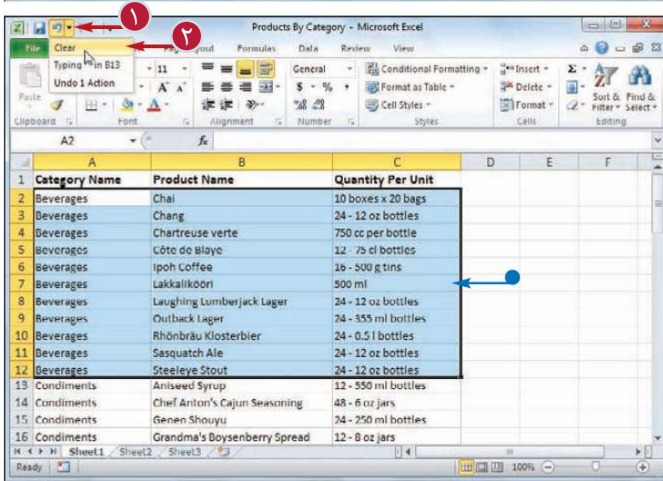 ۱
Products By Category - Microsoft Excel
۲
File
Clear
yout Formulas Data Review View
Typing in B13
Undo 1 Action
11 A A
General
$ - % ,
Conditional Formatting
Format as Table
Cell Styles
Insert
Delete
Format
Σ
Sort & Filter
Find & Select
Paste
Clipboard Font Alignment Number Styles Cells Editing
A2 fx
A B C D E F
1 Category Name Product Name Quantity Per Unit
2 Beverages Chai 10 boxes x 20 bags
3 Beverages Chang 24 - 12 oz bottles
4 Beverages Chartreuse verte 750 cc per bottle
5 Beverages Côte de Blaye 12 - 75 cl bottles
6 Beverages Ipoh Coffee 16 - 500 g tins
7 Beverages Lakkalikööri 500 ml
8 Beverages Laughing Lumberjack Lager 24 - 12 oz bottles
9 Beverages Outback Lager 24 - 355 ml bottles
10 Beverages Rhönbräu Klosterbier 24 - 0.5 l bottles
11 Beverages Sasquatch Ale 24 - 12 oz bottles
12 Beverages Steeleye Stout 24 - 12 oz bottles
13 Condiments Aniseed Syrup 12 - 550 ml bottles
14 Condiments Chef Anton's Cajun Seasoning 48 - 6 oz jars
15 Condiments Genen Shouyu 24 - 250 ml bottles
16 Condiments Grandma's Boysenberry Spread 12 - 8 oz jars
Sheet1 Sheet2 Sheet3
Ready 100%